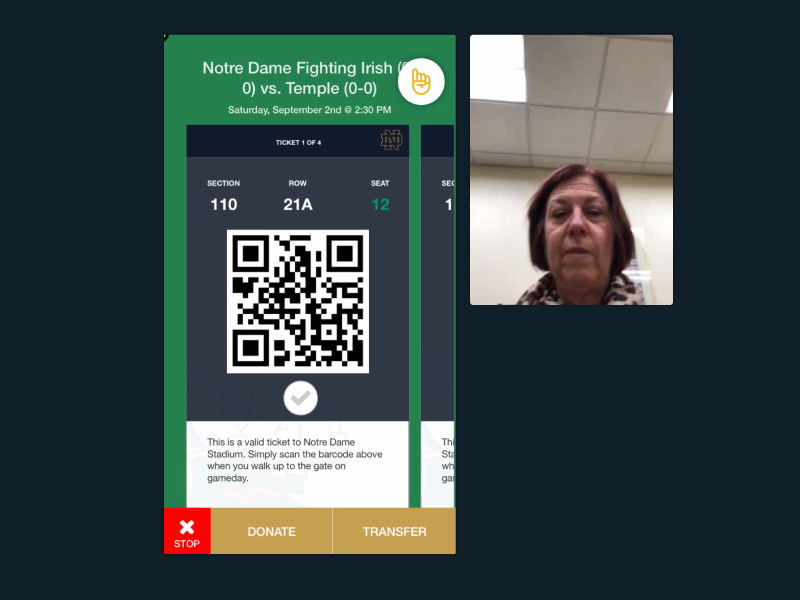 Notre Dame Fighting Irish (
0) vs. Temple (0-0)
Saturday, September 2nd @ 2:30 PM
TICKET 1 OF 4
SECTION ROW SEAT SEC
110 21A 12 1
This is a valid ticket to Notre Dame
Stadium. Simply scan the barcode above
when you walk up to the gate on
gameday.
Thi
Sta
wh
gar
STOP
DONATE
TRANSFER